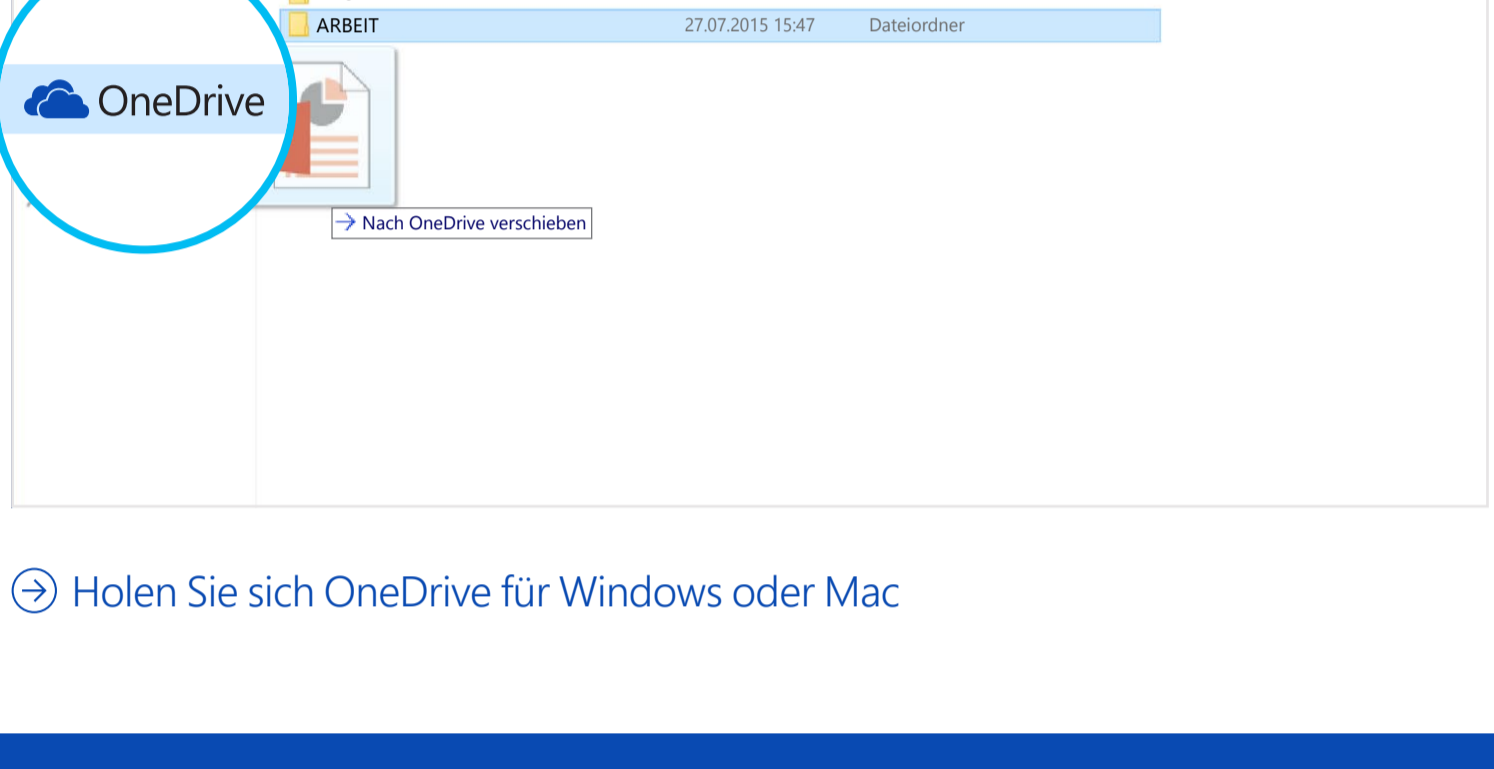 ARBEIT 27.07.2015 15:47 Dateiordner
OneDrive
Nach OneDrive verschieben
Holen Sie sich OneDrive für Windows oder Mac